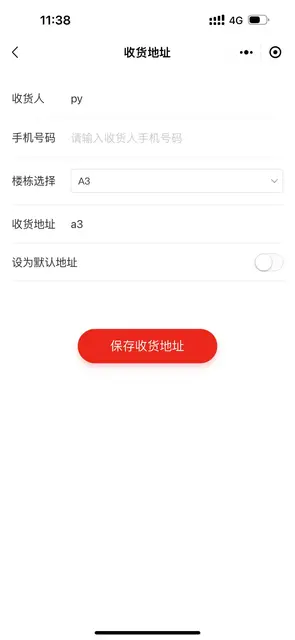 11:38 4G
收货地址
收货人 py
手机号码 请输入收货人手机号码
楼栋选择 A3
收货地址 a3
设为默认地址
保存收货地址